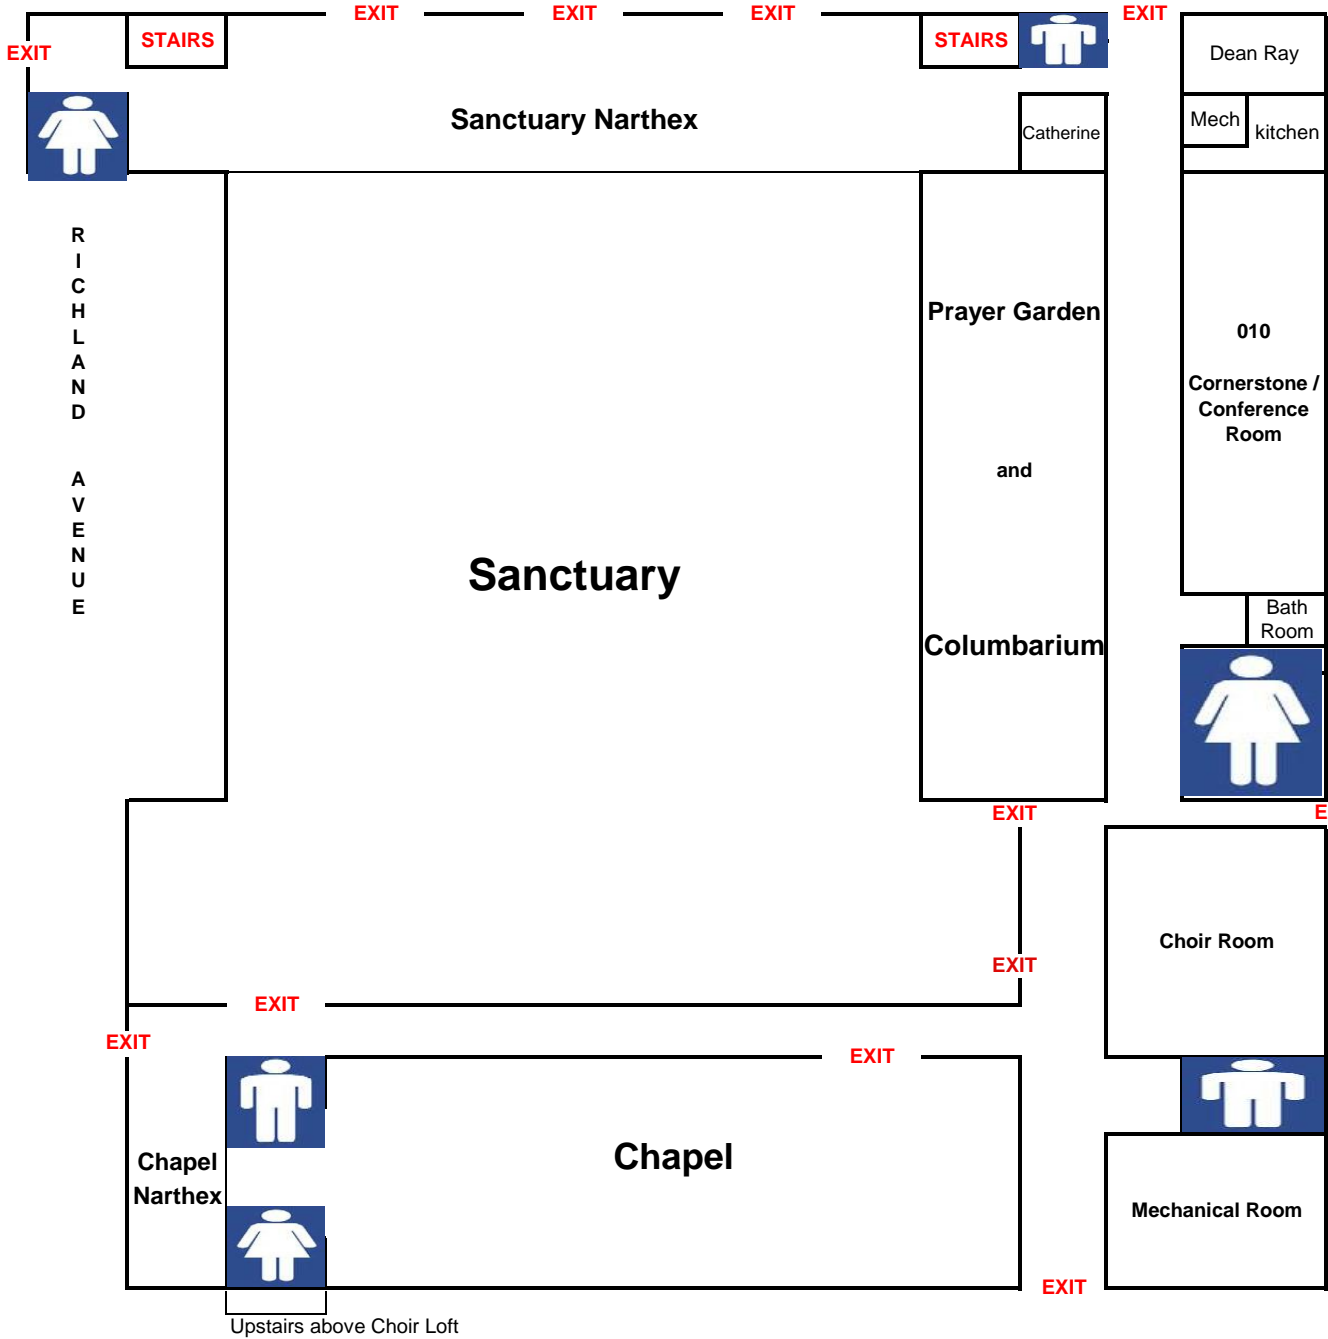 EXIT EXIT EXIT EXIT
EXIT STAIRS STAIRS
Dean Ray
Sanctuary Narthex
Catherine
Mech
kitchen
RICHLAND AVENUE
Prayer Garden
and
Columbarium
010
Cornerstone /
Conference
Room
Sanctuary
Bath
Room
EXIT
E
Choir Room
EXIT
EXIT
EXIT
EXIT
Chapel
Narthex
Chapel
Mechanical Room
EXIT
Upstairs above Choir Loft